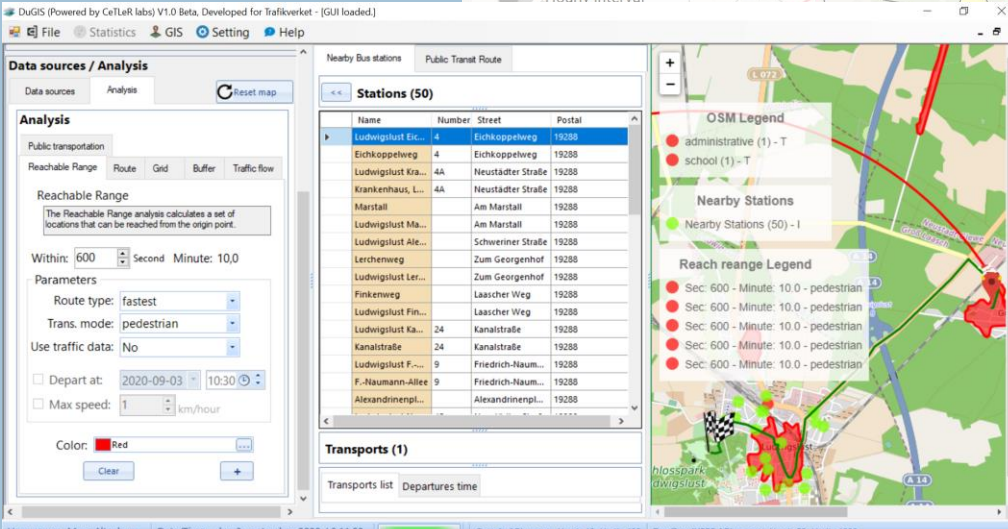 DuGIS (Powered by CeTLeR labs) V1.0 Beta, Developed for Trafikverket - [GUI loaded.]
File Statistics GIS Setting Help
Data sources / Analysis
Data sources Analysis Reset map
Analysis
Public transportation
Reachable Range Route Grid Buffer Traffic flow
Reachable Range
The Reachable Range analysis calculates a set of
locations that can be reached from the origin point.
Within: 600 Second Minute: 10,0
Parameters
Route type: fastest
Trans. mode: pedestrian
Use traffic data: No
Depart at: 2020-09-03 10:30
Max speed: 1 km/hour
Color: Red ...
Clear +
Nearby Bus stations Public Transit Route
<< Stations (50)
Name Number Street Postal
Ludwigslust Eic... 4 Eichkoppelweg 19288
Eichkoppelweg 4 Eichkoppelweg 19288
Ludwigslust Kra... 4A Neustädter Straße 19288
Krankenhaus, L... 4A Neustädter Straße 19288
Marstall Am Marstall 19288
Ludwigslust Ma... Am Marstall 19288
Ludwigslust Ale... Schweriner Straße 19288
Lerchenweg Zum Georgenhof 19288
Ludwigslust Ler... Zum Georgenhof 19288
Finkenweg Laascher Weg 19288
Ludwigslust Fin... Laascher Weg 19288
Ludwigslust Ka... 24 Kanalstraße 19288
Kanalstraße 24 Kanalstraße 19288
Ludwigslust F.-... 9 Friedrich-Naum... 19288
F.-Naumann-Allee 9 Friedrich-Naum... 19288
Alexandrinenpl... Alexandrinenpl... 19288
Transports (1)
Transports list Departures time
+
-
L 072
OSM Legend
administrative (1) - T
school (1) - T
Nearby Stations
Nearby Stations (50) - I
Reach reange Legend
Sec: 600 - Minute: 10.0 - pedestrian
Sec: 600 - Minute: 10.0 - pedestrian
Sec: 600 - Minute: 10.0 - pedestrian
Sec: 600 - Minute: 10.0 - pedestrian
Sec: 600 - Minute: 10.0 - pedestrian
A 14